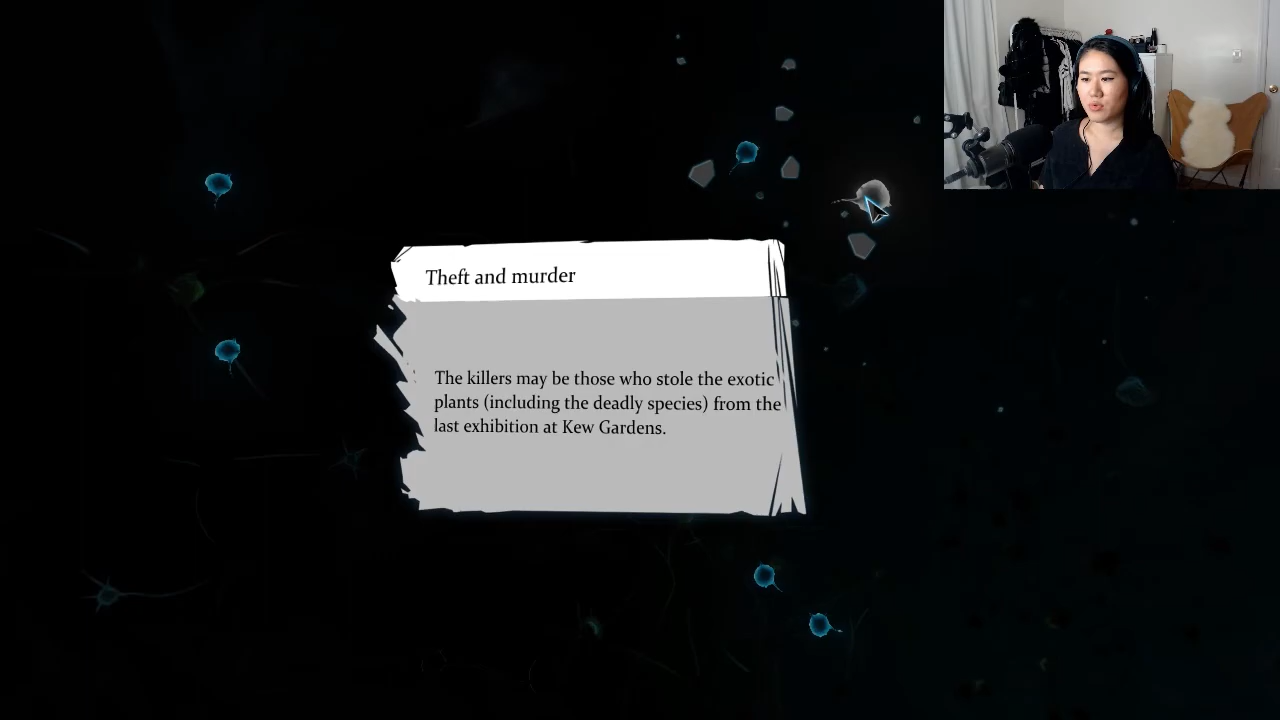 Theft and murder
The killers may be those who stole the exotic
plants (including the deadly species) from the
last exhibition at Kew Gardens.